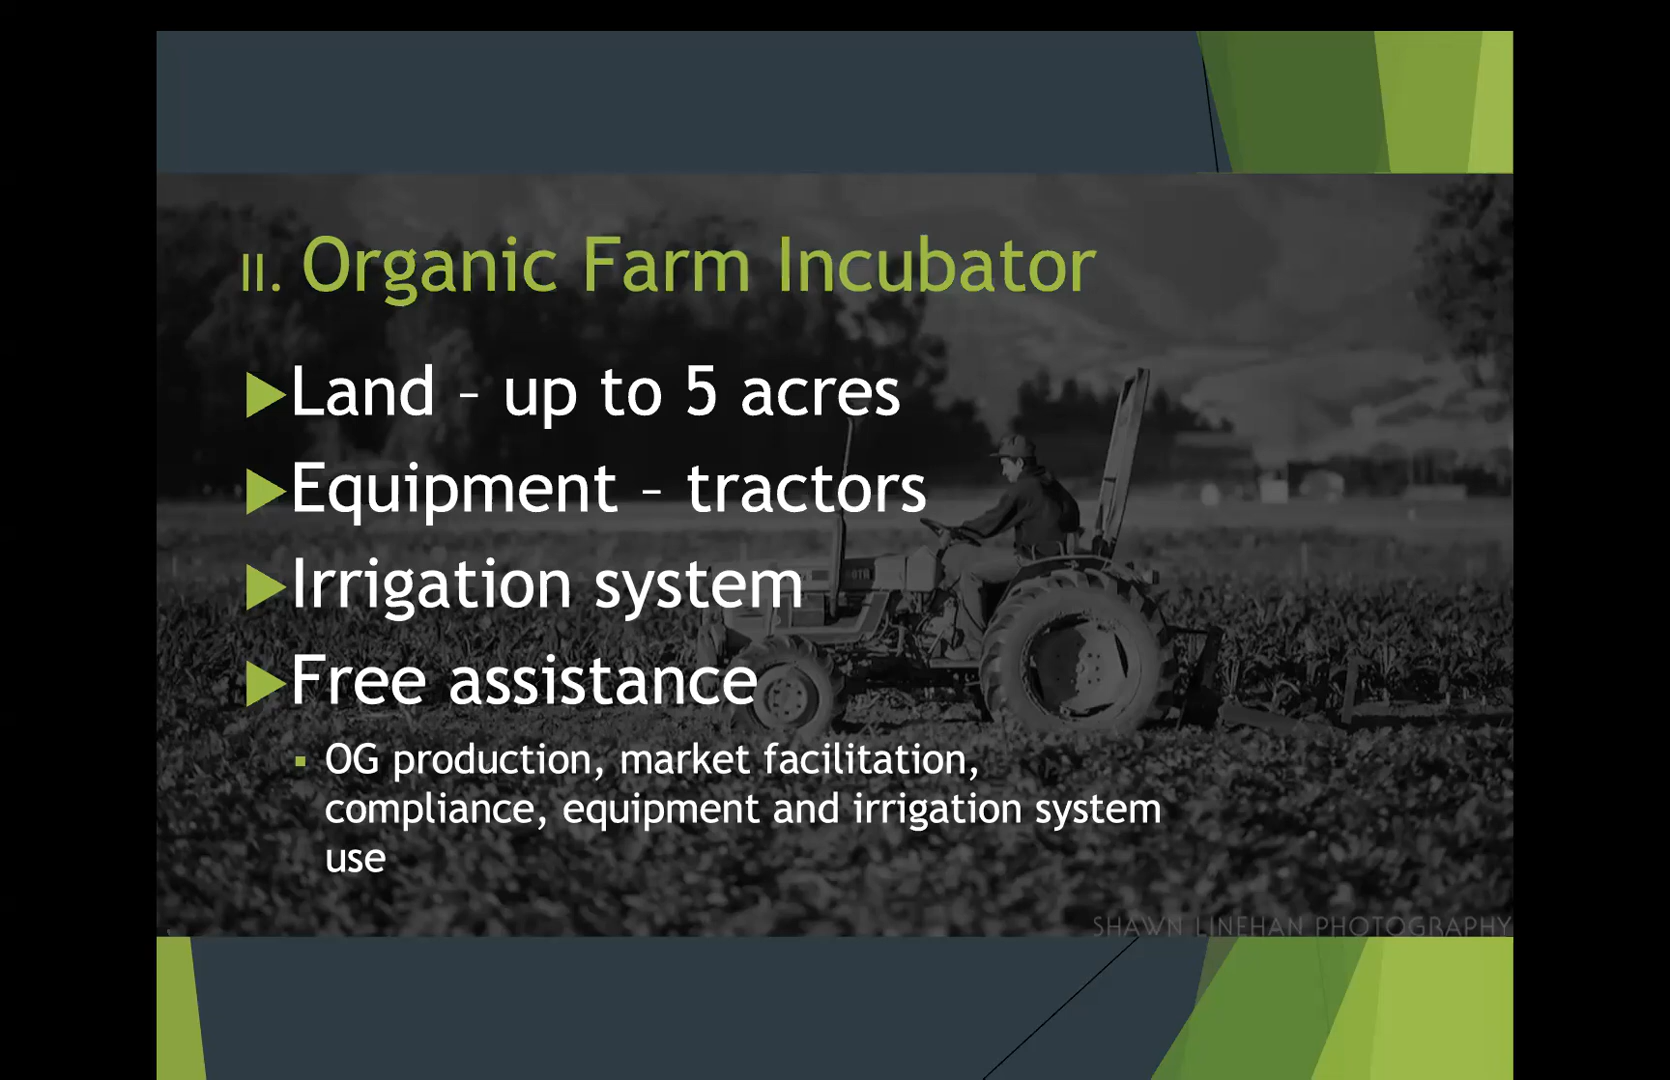 II. Organic Farm Incubator
Land – up to 5 acres
Equipment – tractors
Irrigation system
Free assistance
OG production, market facilitation,
compliance, equipment and irrigation system
use
SHAWN LINEHAN PHOTOGRAPHY